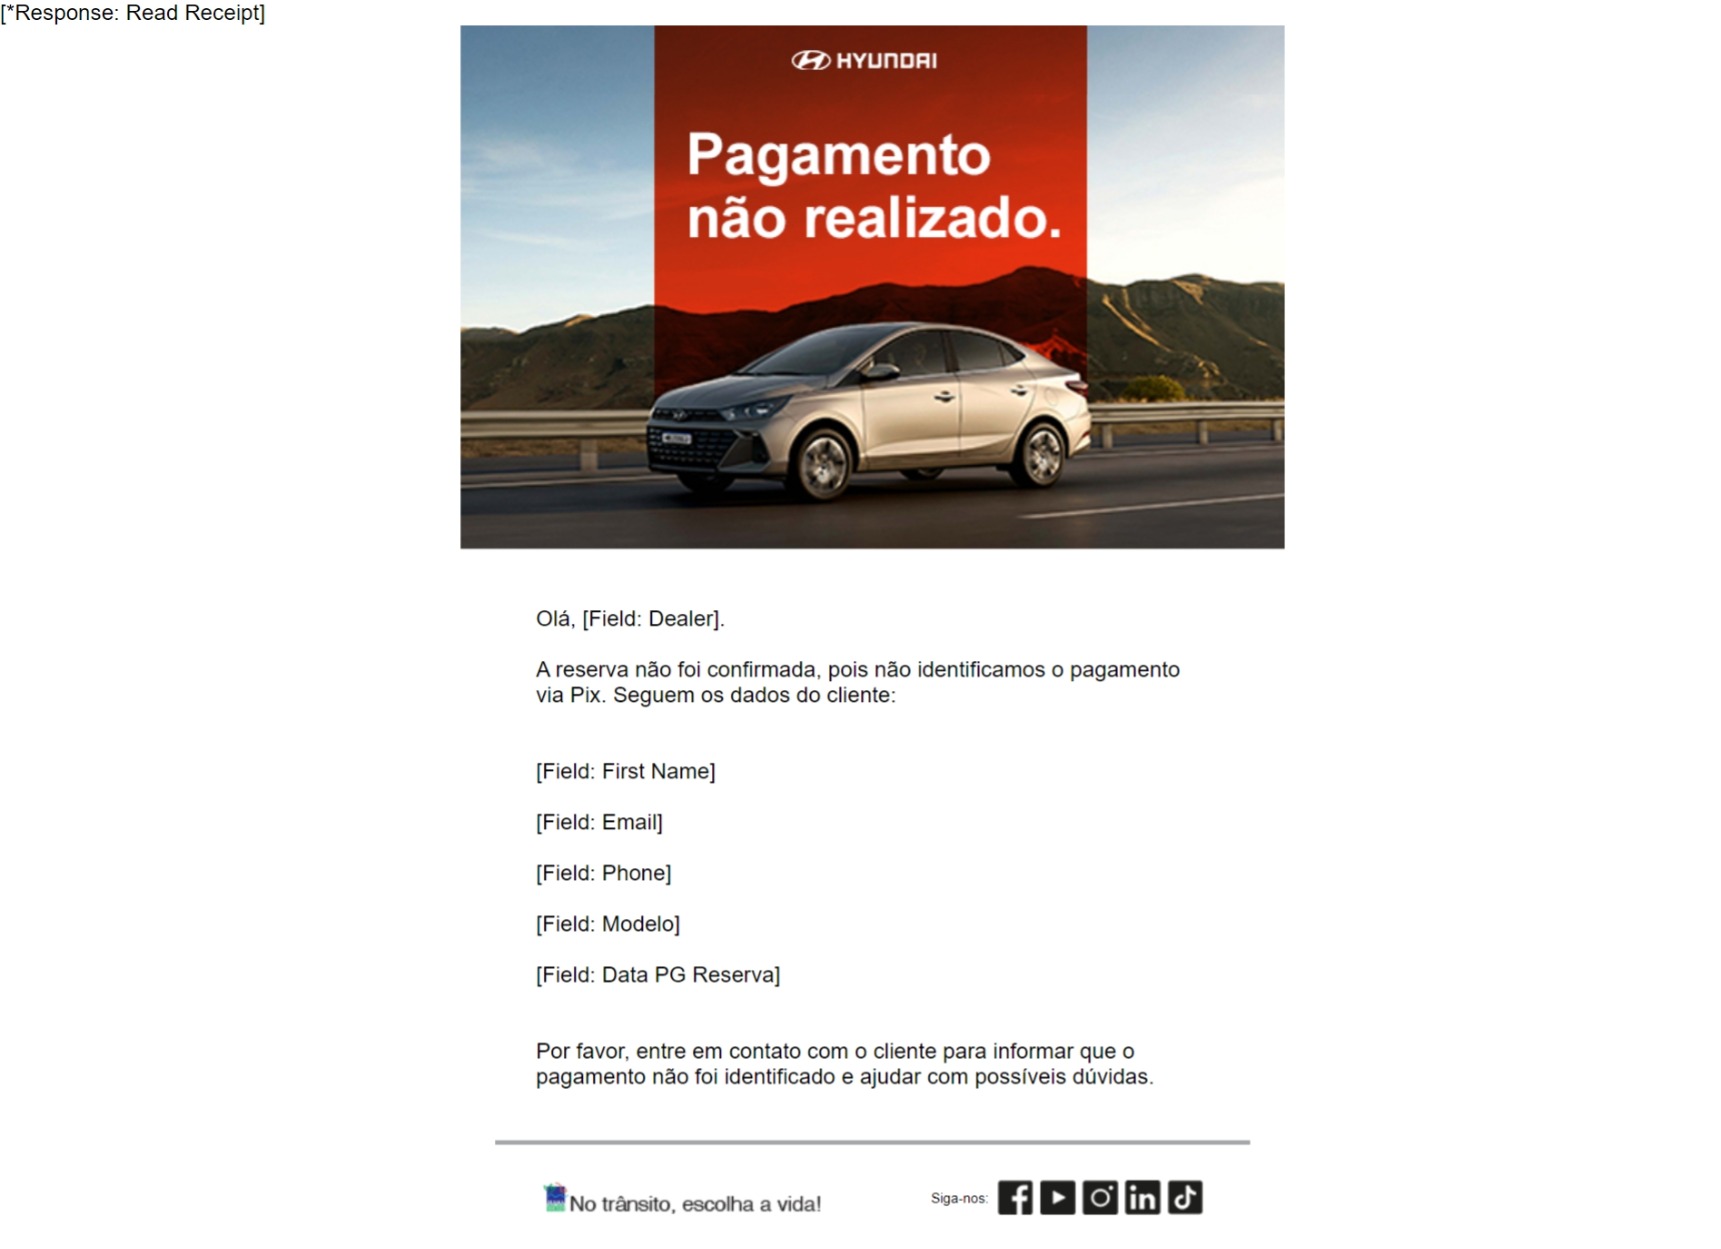 [*Response: Read Receipt]
HYUNDAI
Pagamento
não realizado.
Olá, [Field: Dealer].
A reserva não foi confirmada, pois não identificamos o pagamento
via Pix. Seguem os dados do cliente:
[Field: First Name]
[Field: Email]
[Field: Phone]
[Field: Modelo]
[Field: Data PG Reserva]
Por favor, entre em contato com o cliente para informar que o
pagamento não foi identificado e ajudar com possíveis dúvidas.
No trânsito, escolha a vida!
Siga-nos: